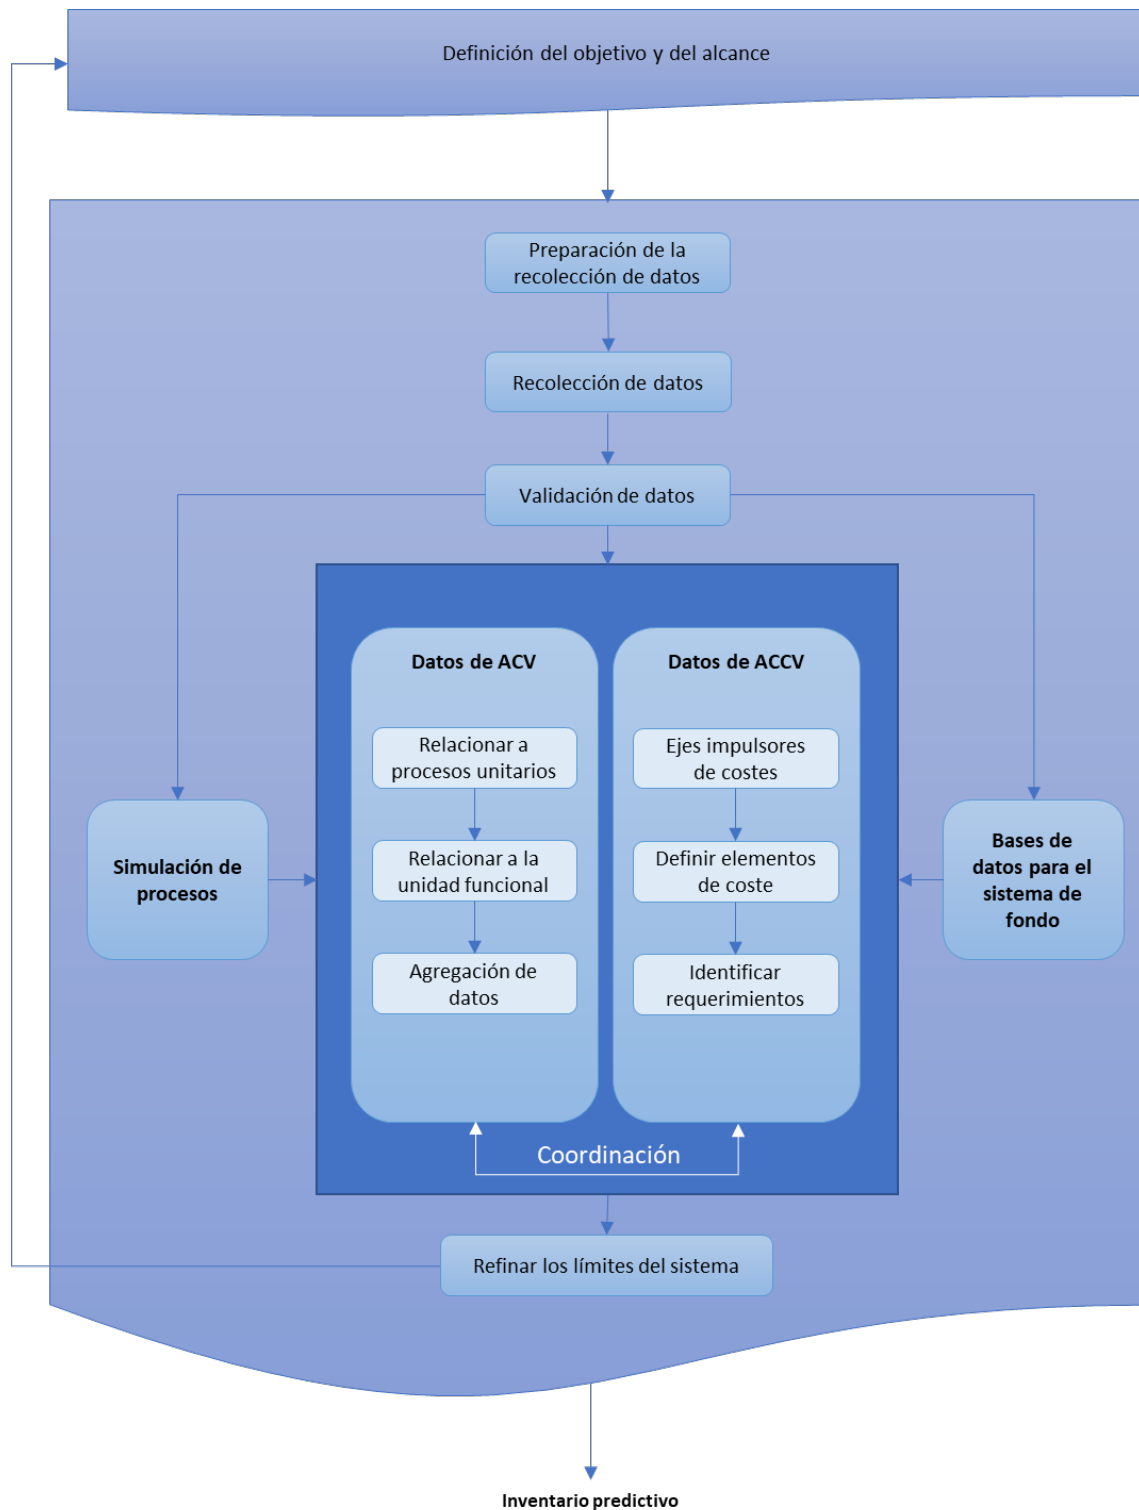 Definición del objetivo y del alcance
Preparación de la
recolección de datos
Recolección de datos
Validación de datos
Datos de ACV
Relacionar a
procesos unitarios
Relacionar a la
unidad funcional
Agregación de
datos
Datos de ACCV
Ejes impulsores
de costes
Definir elementos
de coste
Identificar
requerimientos
Simulación de
procesos
Bases de
datos para el
sistema de
fondo
Coordinación
Refinar los límites del sistema
Inventario predictivo